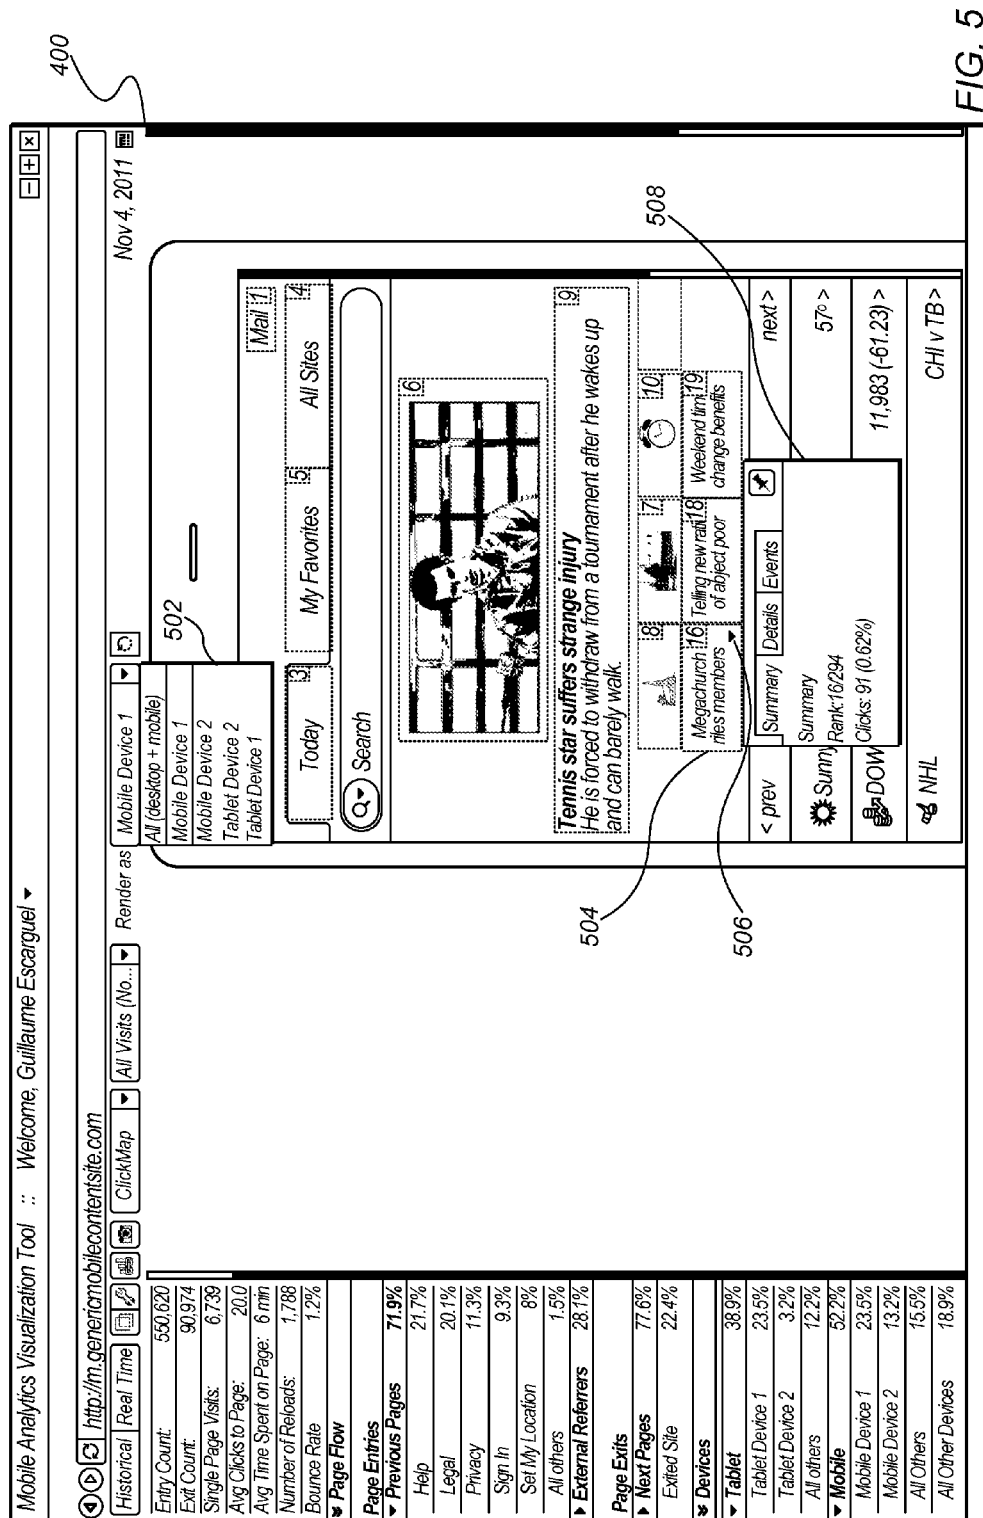 Mobile Analytics Visualization Tool :: Welcome, Guillaume Escarguel
http://m.genericmobilecontentsite.com
Historical Real Time ClickMap All Visits (No... Render as Mobile Device 1 Nov 4, 2011
400
Entry Count: 550,620
Exit Count: 90,974
Single Page Visits: 6,739
Avg Clicks to Page: 20.0
Avg Time Spent on Page: 6 min
Number of Reloads: 1,788
Bounce Rate 1.2%
Page Flow
Page Entries
Previous Pages 71.9%
Help 21.7%
Legal 20.1%
Privacy 11.3%
Sign In 9.3%
Set My Location 8%
All others 1.5%
External Referrers 28.1%
Page Exits
Next Pages 77.6%
Exited Site 22.4%
Devices
Tablet 38.9%
Tablet Device 1 23.5%
Tablet Device 2 3.2%
All others 12.2%
Mobile 52.2%
Mobile Device 1 23.5%
Mobile Device 2 13.2%
All Others 15.5%
All Other Devices 18.9%
All (desktop + mobile)
Mobile Device 1
Mobile Device 2
Tablet Device 2
Tablet Device 1
502
Mail 1
Today 3 My Favorites 5 All Sites 4
Search
6
Tennis star suffers strange injury 9
He is forced to withdraw from a tournament after he wakes up
and can barely walk.
8 7 10
Megachurch 16 Telling new rati 18 Weekend tim 19
riles members of abject poor change benefits
504
506
508
< prev next >
Summary Details Events
Summary
Rank:16/294
Clicks: 91 (0.62%)
Sunny 57° >
DOW 11,983 (-61.23) >
NHL CHI v TB >
FIG. 5